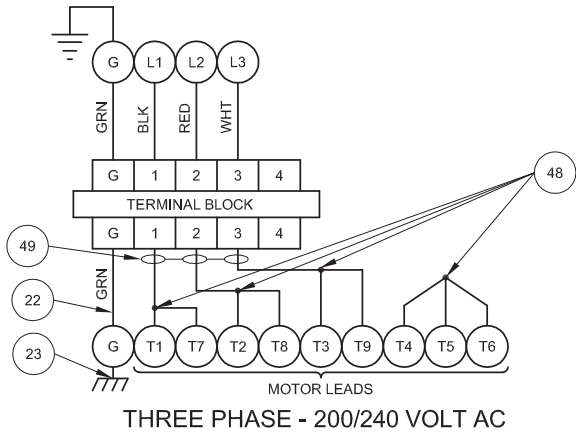 G L1 L2 L3
GRN BLK RED WHT
G 1 2 3 4
TERMINAL BLOCK
G 1 2 3 4
48
49
GRN
22
23
G T1 T7 T2 T8 T3 T9 T4 T5 T6
MOTOR LEADS
THREE PHASE - 200/240 VOLT AC